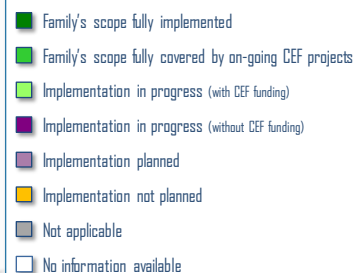 Family's scope fully implemented
Family's scope fully covered by on-going CEF projects
Implementation in progress (with CEF funding)
Implementation in progress (without CEF funding)
Implementation planned
Implementation not planned
Not applicable
No information available